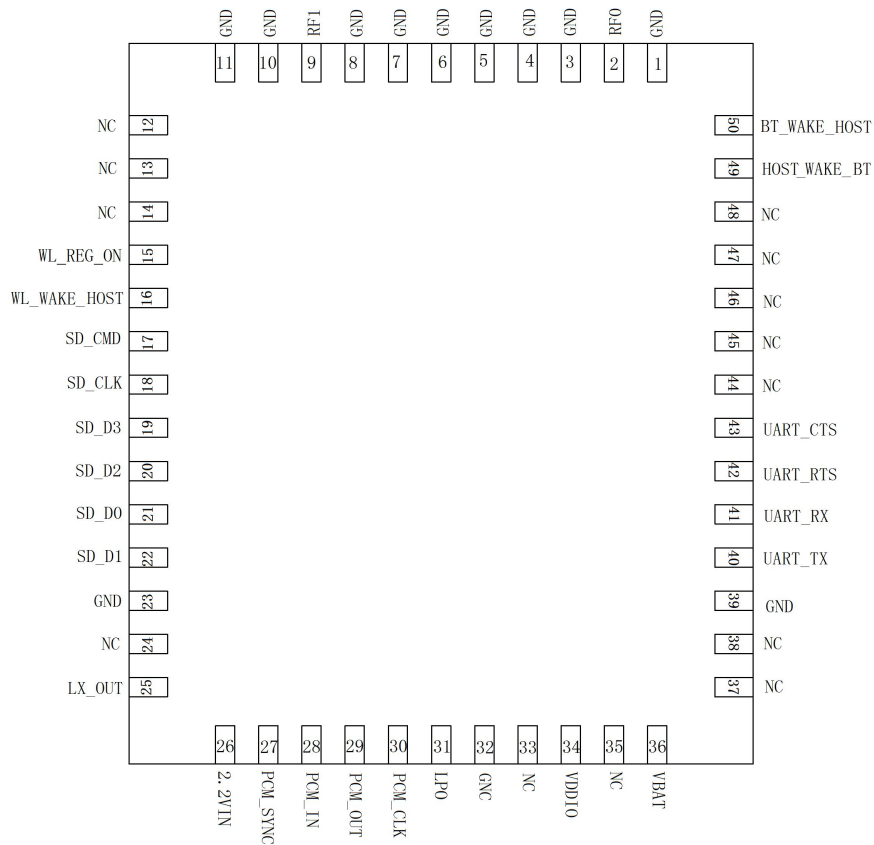 GND GND RF1 GND GND GND GND GND GND RF0 GND
11 10 9 8 7 6 5 4 3 2 1
NC 12
NC 13
NC 14
WL_REG_ON 15
WL_WAKE_HOST 16
SD_CMD 17
SD_CLK 18
SD_D3 19
SD_D2 20
SD_D0 21
SD_D1 22
GND 23
NC 24
LX_OUT 25
50 BT_WAKE_HOST
49 HOST_WAKE_BT
48 NC
47 NC
46 NC
45 NC
44 NC
43 UART_CTS
42 UART_RTS
41 UART_RX
40 UART_TX
39 GND
38 NC
37 NC
26 27 28 29 30 31 32 33 34 35 36
2.2VIN PCM_SYNC PCM_IN PCM_OUT PCM_CLK LPO GNC NC VDDIO NC VBAT